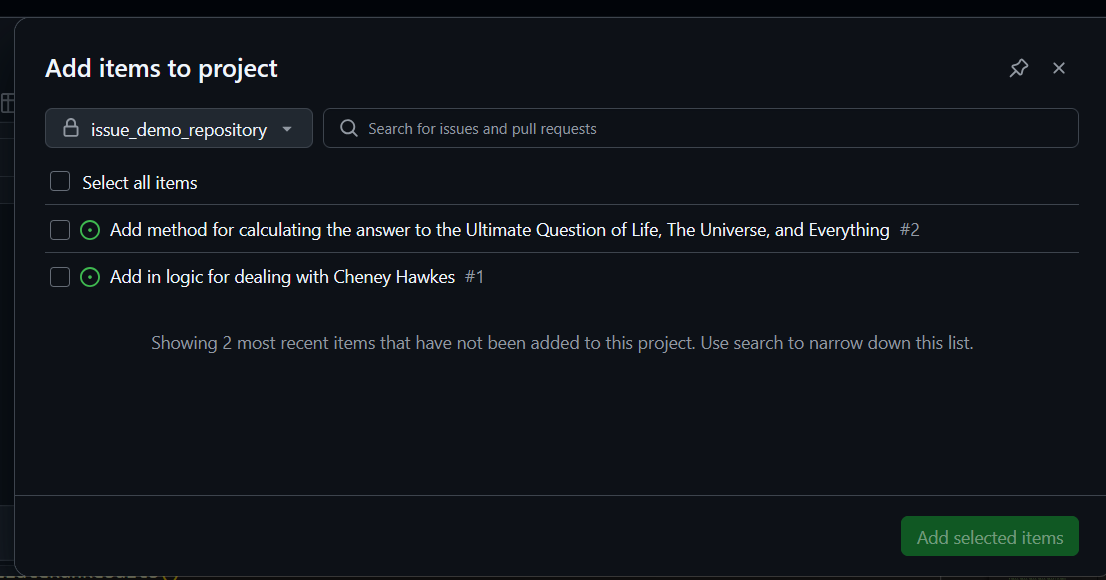 Add items to project
issue_demo_repository
Search for issues and pull requests
Select all items
Add method for calculating the answer to the Ultimate Question of Life, The Universe, and Everything #2
Add in logic for dealing with Cheney Hawkes #1
Showing 2 most recent items that have not been added to this project. Use search to narrow down this list.
Add selected items